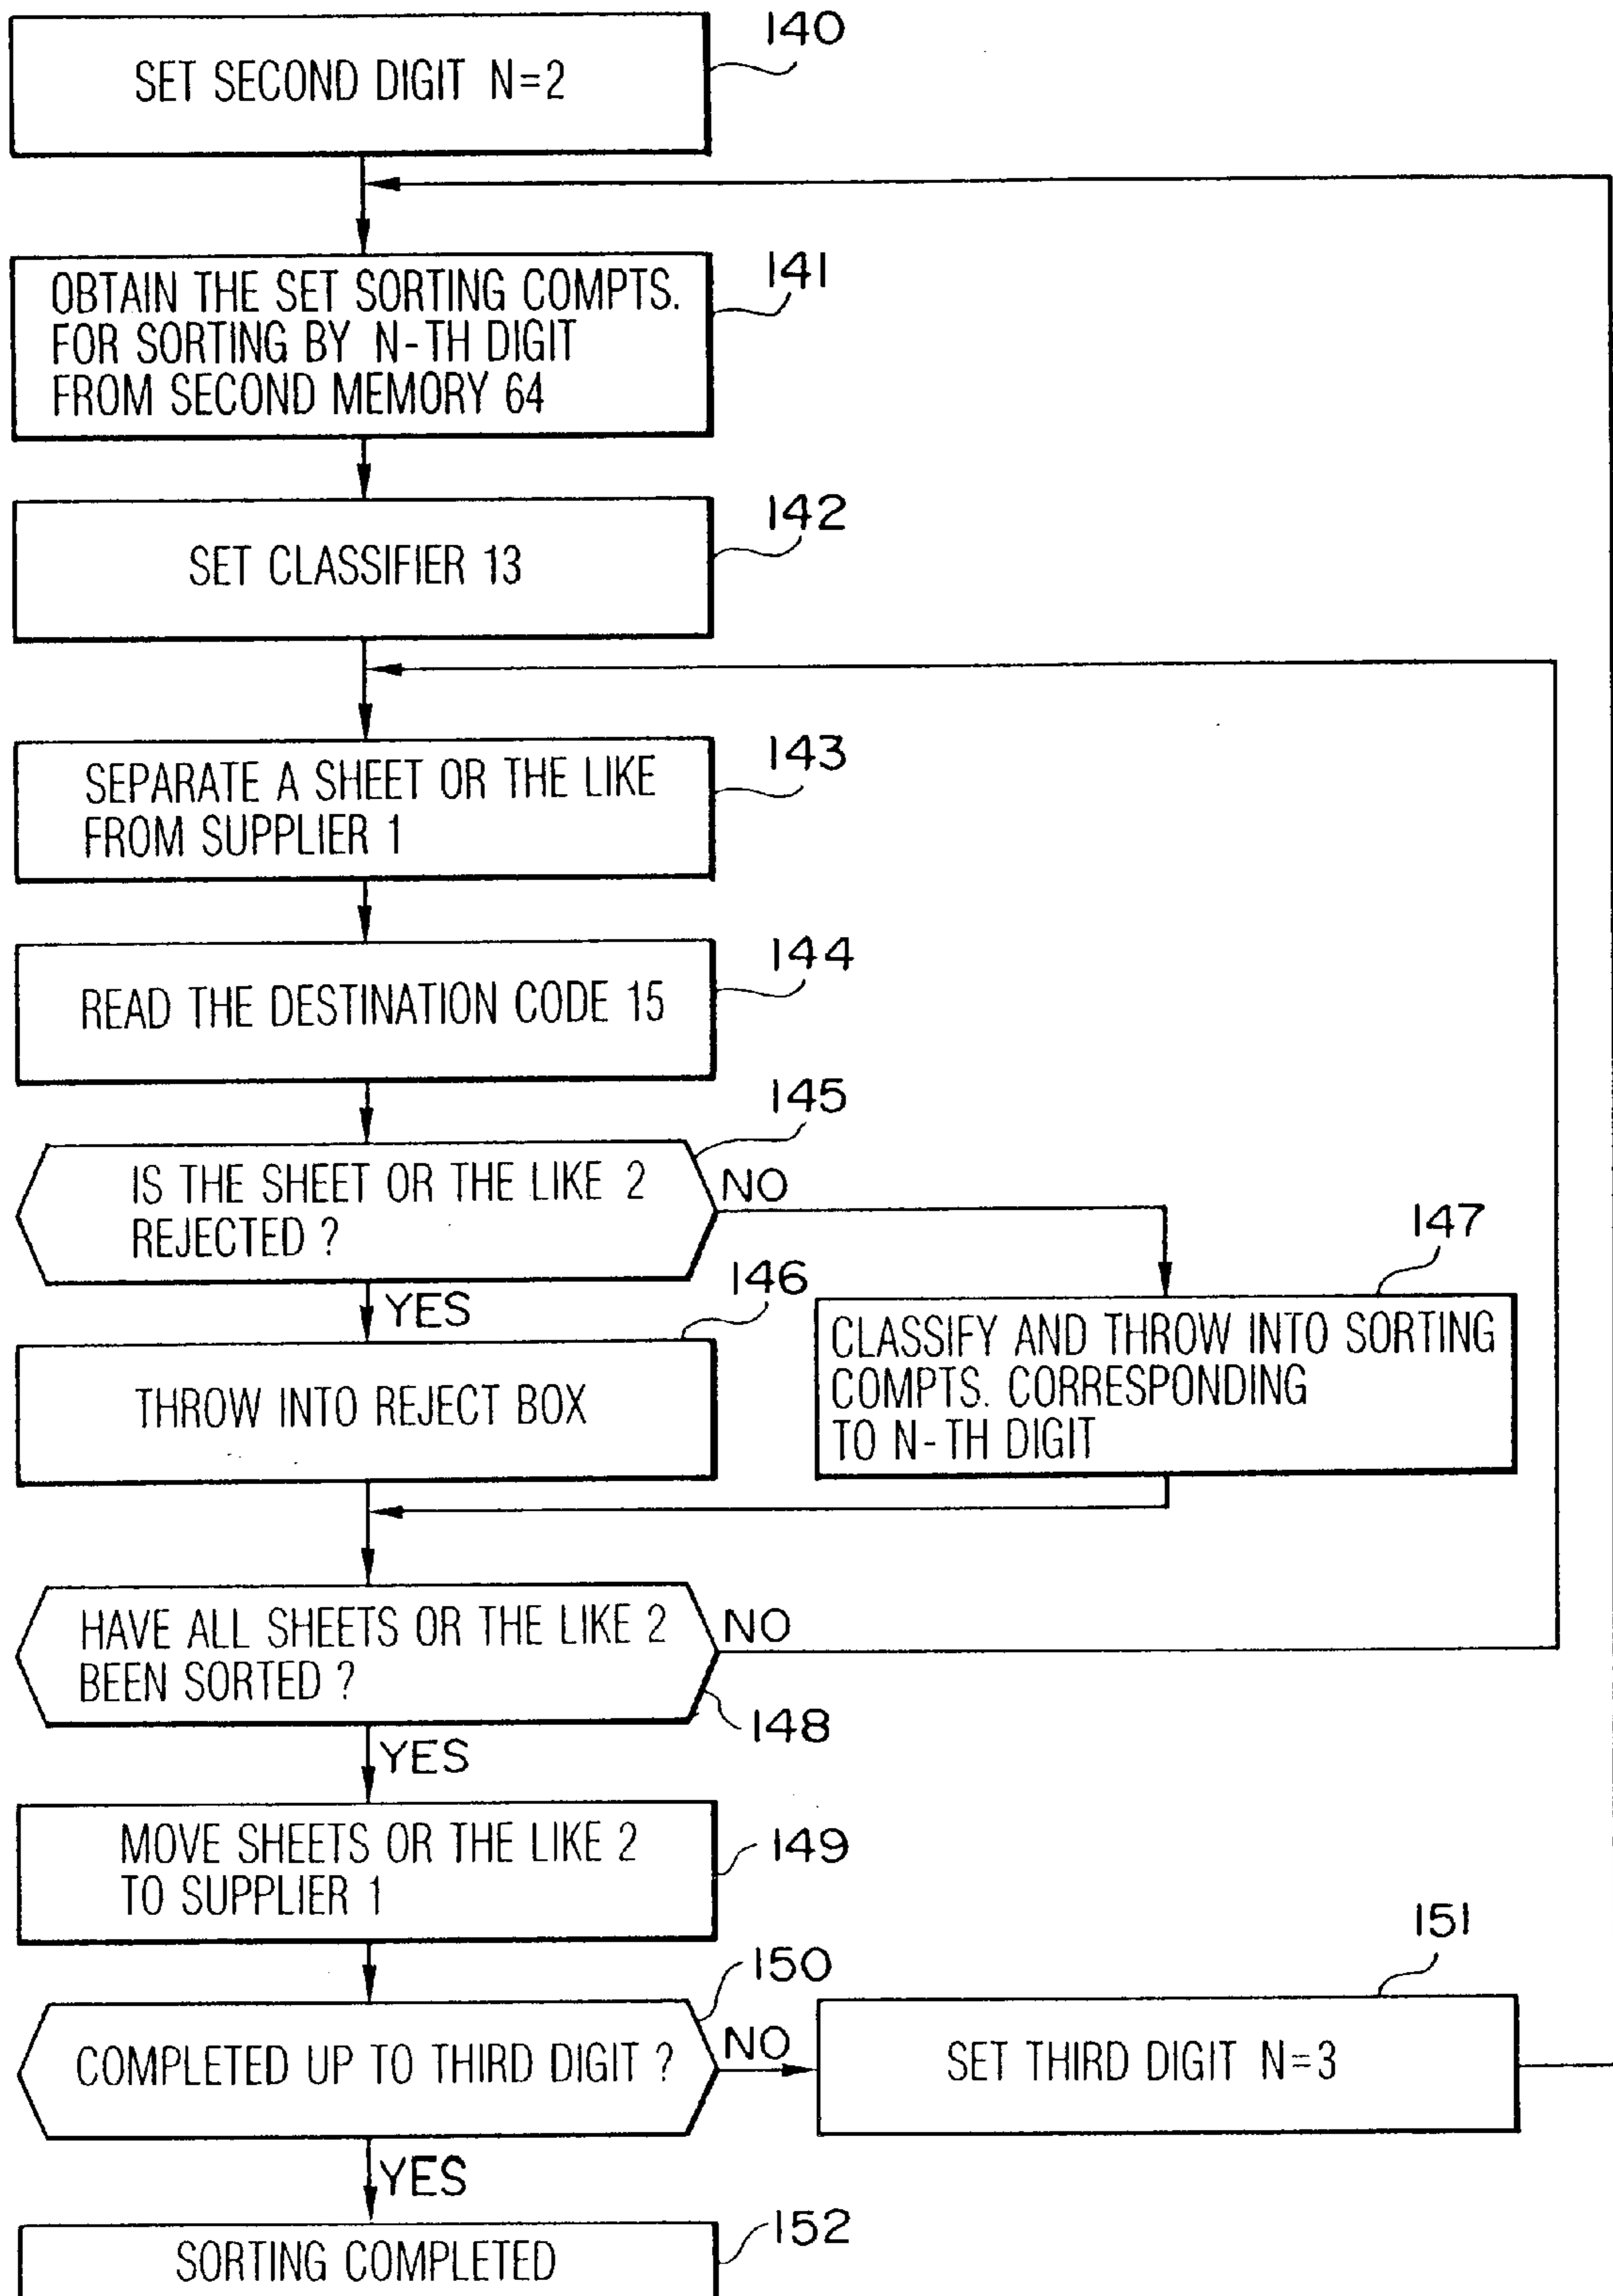 140
SET SECOND DIGIT N=2
141
OBTAIN THE SET SORTING COMPTS.
FOR SORTING BY N-TH DIGIT
FROM SECOND MEMORY 64
142
SET CLASSIFIER 13
143
SEPARATE A SHEET OR THE LIKE
FROM SUPPLIER 1
144
READ THE DESTINATION CODE 15
145
IS THE SHEET OR THE LIKE 2
REJECTED ?
NO
YES
146
THROW INTO REJECT BOX
147
CLASSIFY AND THROW INTO SORTING
COMPTS. CORRESPONDING
TO N-TH DIGIT
HAVE ALL SHEETS OR THE LIKE 2
BEEN SORTED ?
NO
148
YES
MOVE SHEETS OR THE LIKE 2
TO SUPPLIER 1
149
150
COMPLETED UP TO THIRD DIGIT ?
NO
151
SET THIRD DIGIT N=3
YES
152
SORTING COMPLETED